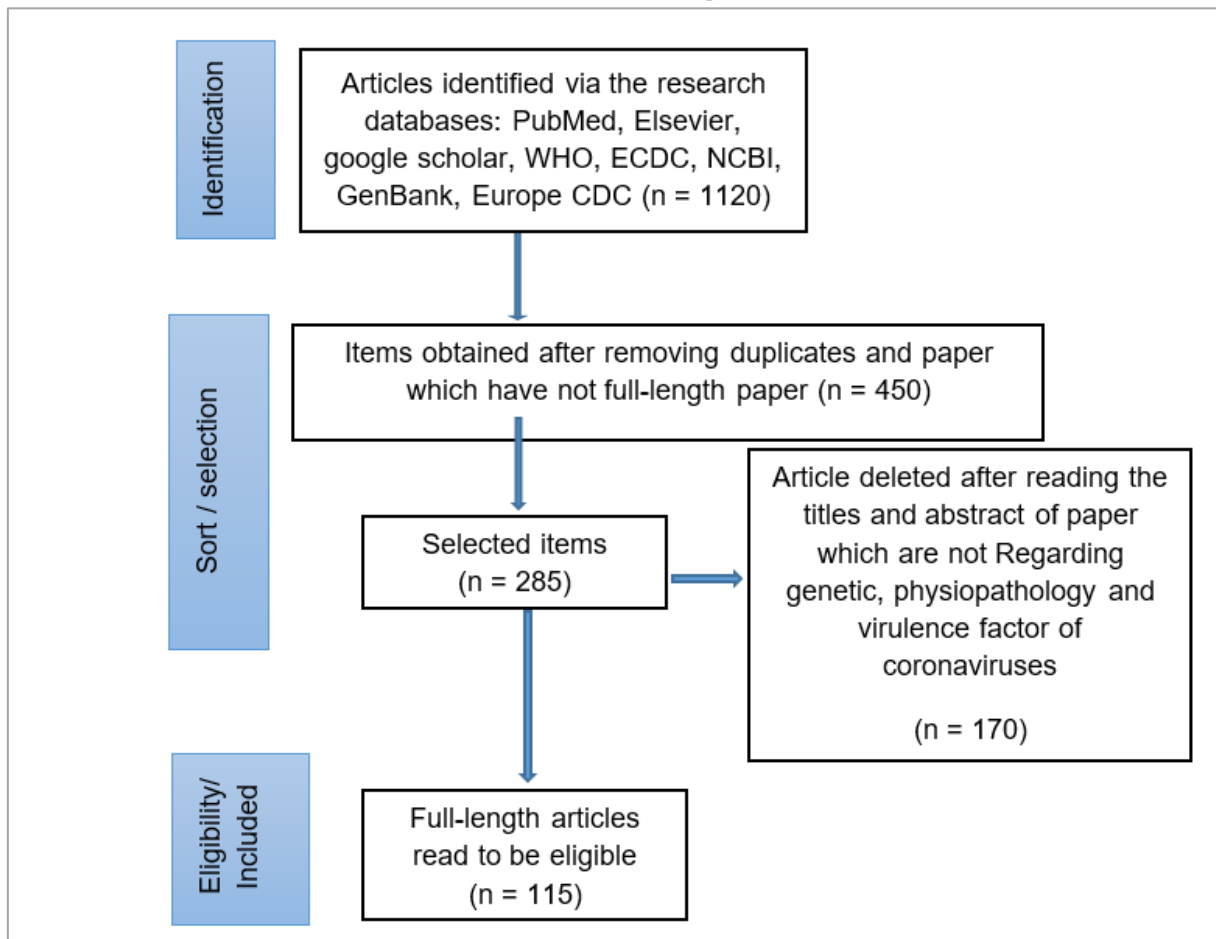 Identification
Articles identified via the research
databases: PubMed, Elsevier,
google scholar, WHO, ECDC, NCBI,
GenBank, Europe CDC (n = 1120)
Sort / selection
Items obtained after removing duplicates and paper
which have not full-length paper (n = 450)
Selected items
(n = 285)
Article deleted after reading the
titles and abstract of paper
which are not Regarding
genetic, physiopathology and
virulence factor of
coronaviruses
(n = 170)
Eligibility/
Included
Full-length articles
read to be eligible
(n = 115)